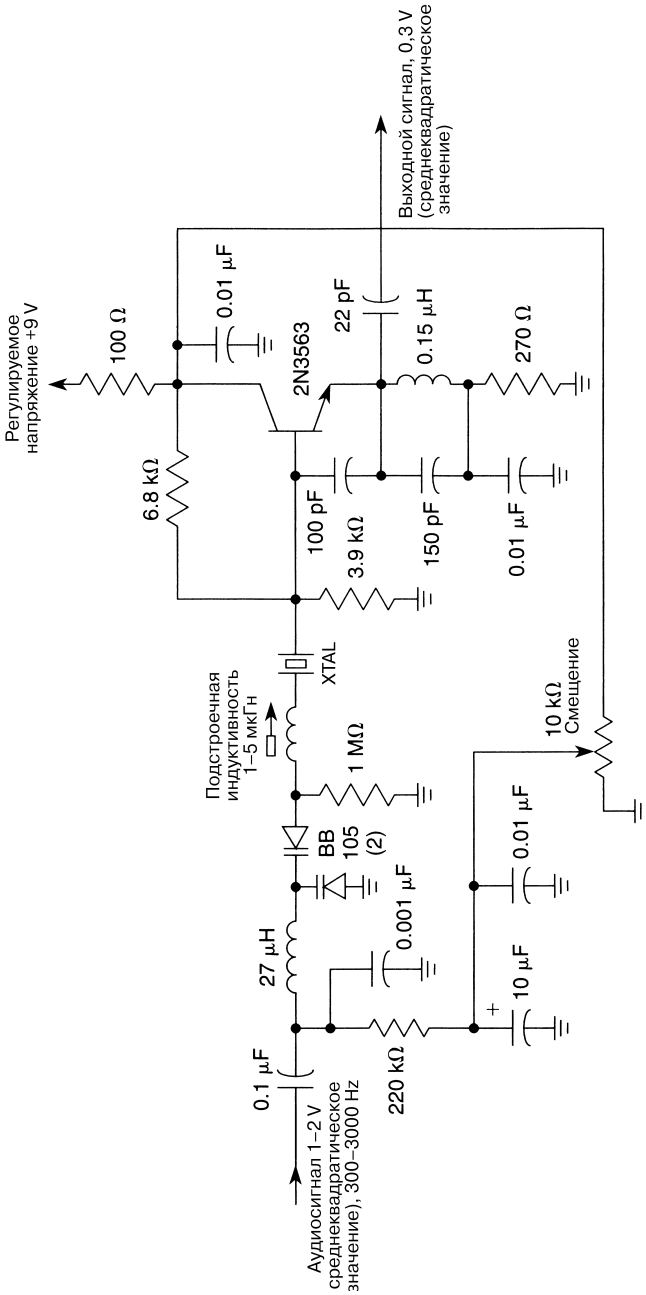 Регулируемое
напряжение +9 V
100 Ω
0.01 μF
6.8 kΩ
2N3563
Выходной сигнал, 0,3 V
(среднеквадратическое
значение)
22 pF
0.15 μH
270 Ω
100 pF
150 pF
0.01 μF
3.9 kΩ
XTAL
Подстроечная
индуктивность
1–5 мкГн
1 MΩ
BB
105
(2)
27 μH
0.001 μF
0.1 μF
220 kΩ
Аудиосигнал 1–2 V
среднеквадратическое
значение), 300–3000 Hz
+
10 μF
0.01 μF
10 kΩ
Смещение